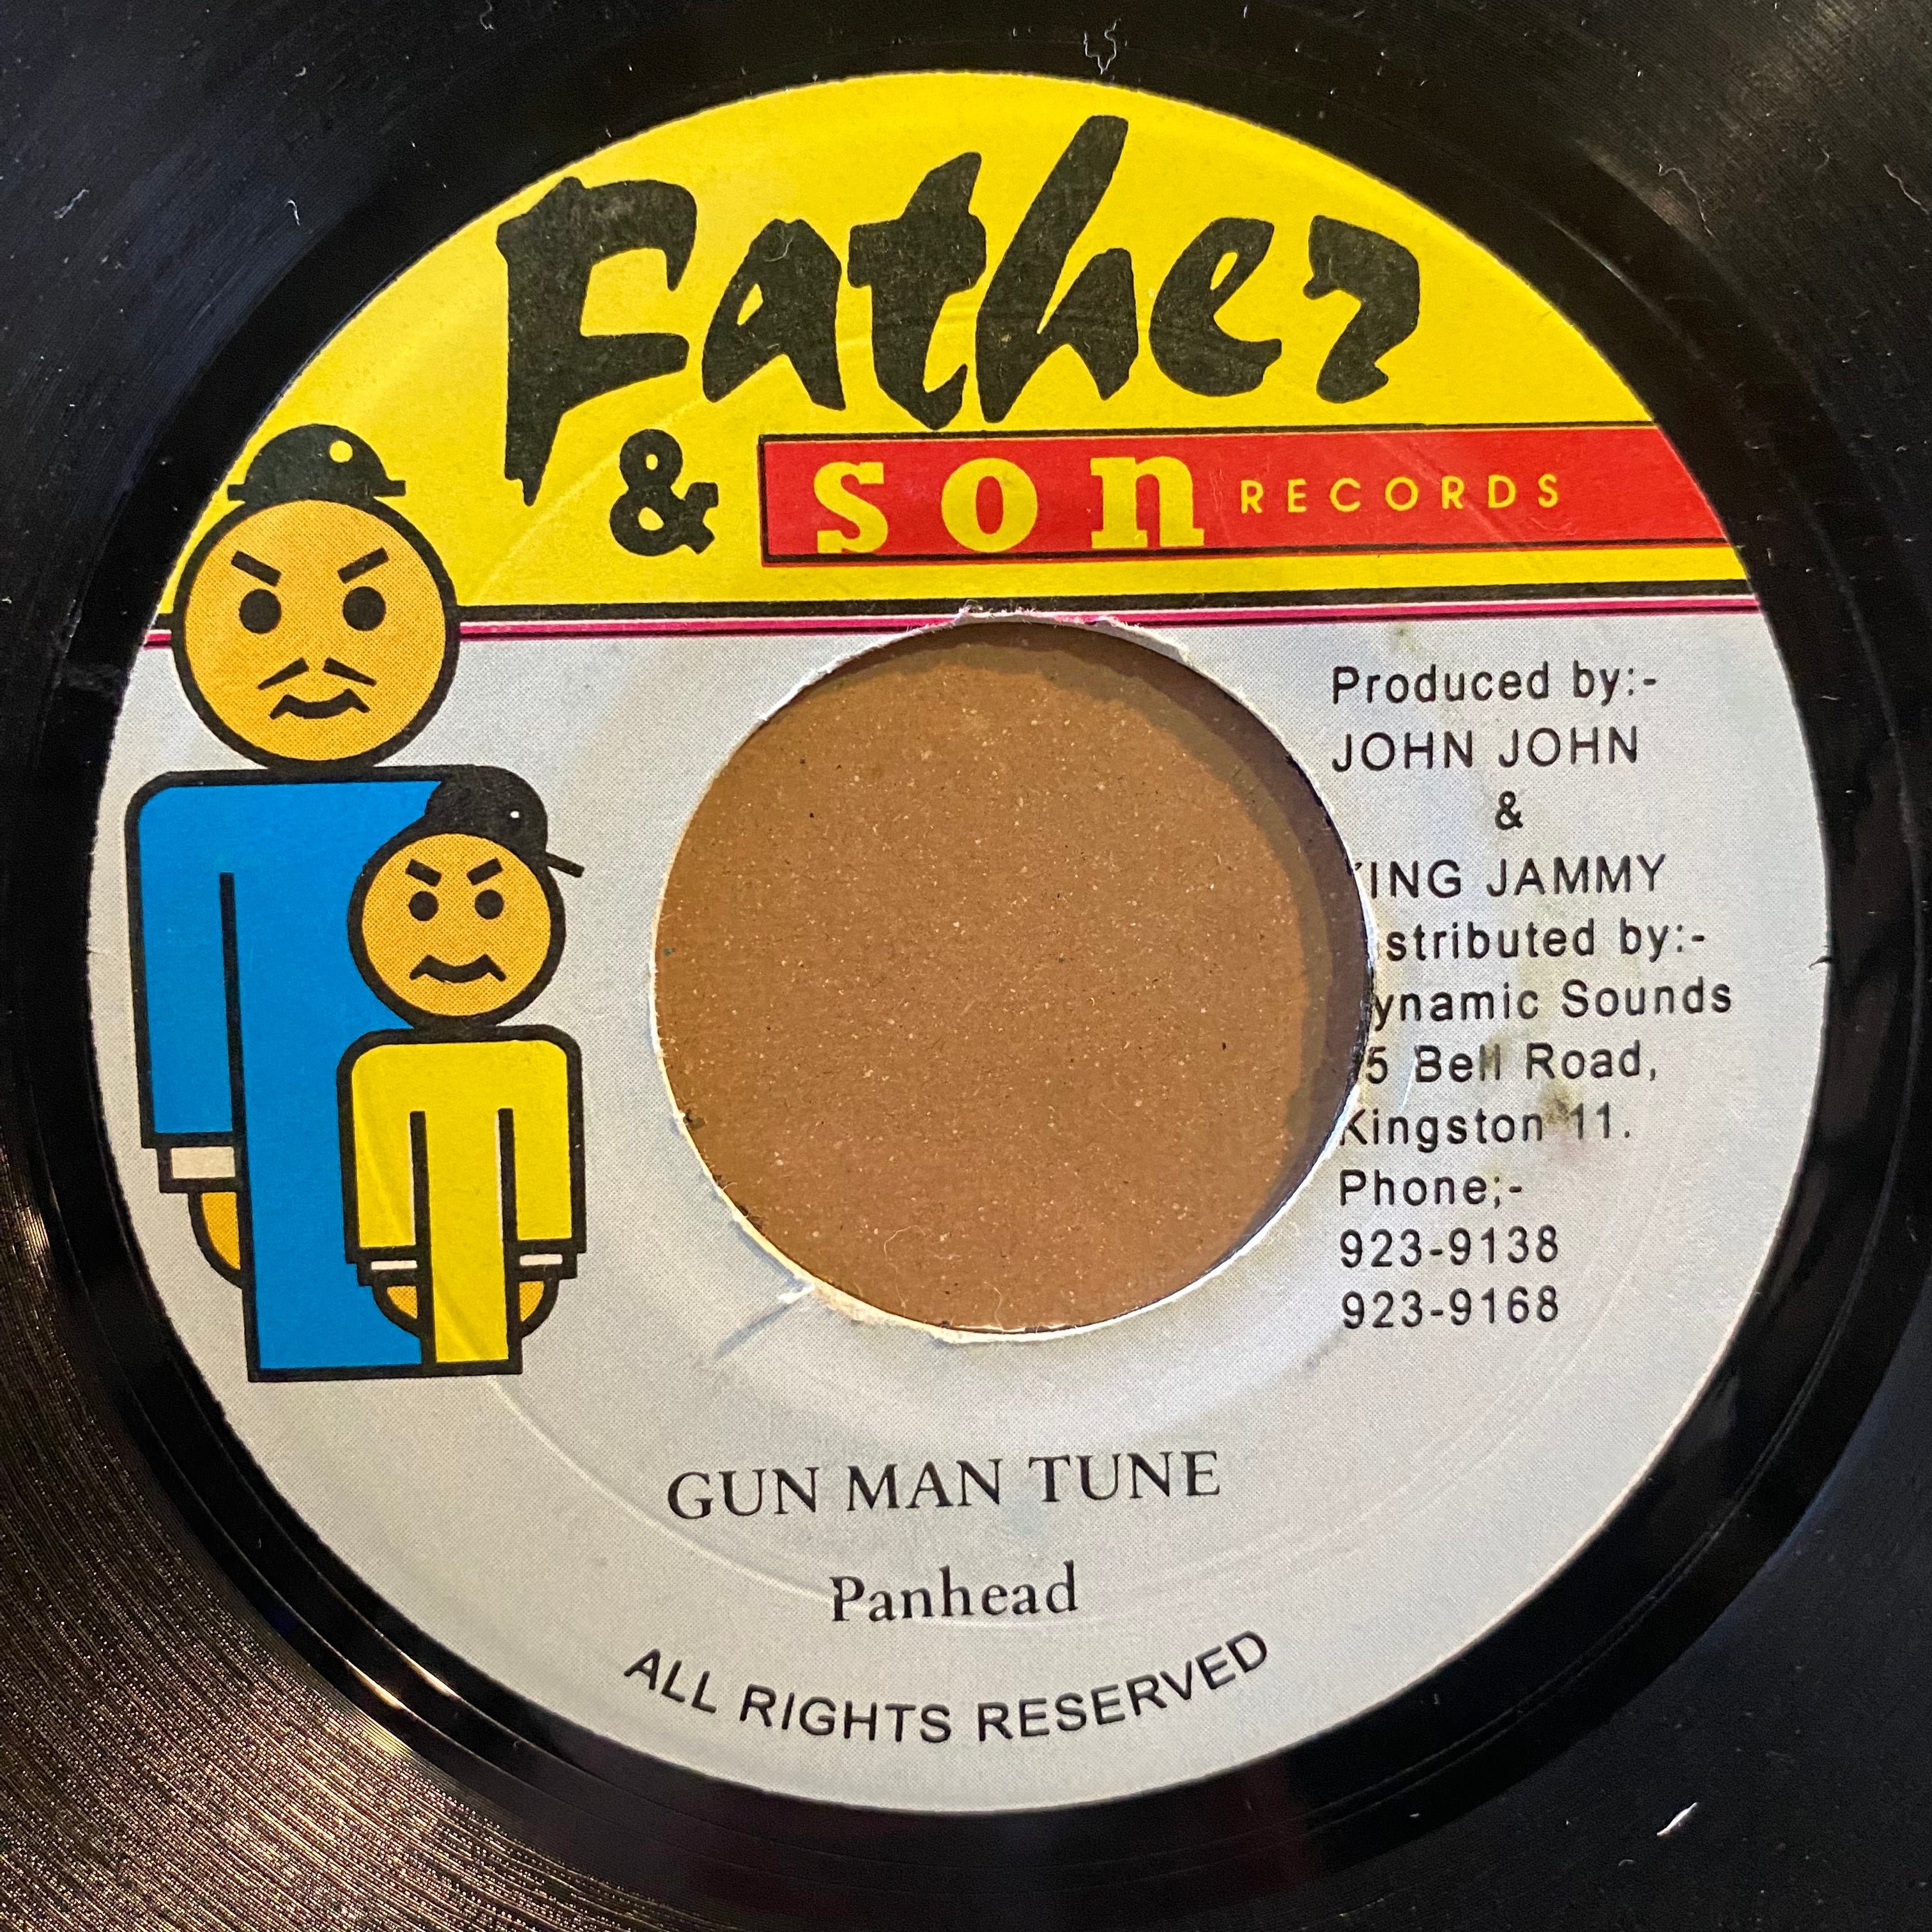 Father
& son RECORDS
Produced by:-
JOHN JOHN
&
ING JAMMY
stributed by:-
ynamic Sounds
5 Bell Road,
Kingston 11.
Phone;-
923-9138
923-9168
GUN MAN TUNE
Panhead
ALL RIGHTS RESERVED